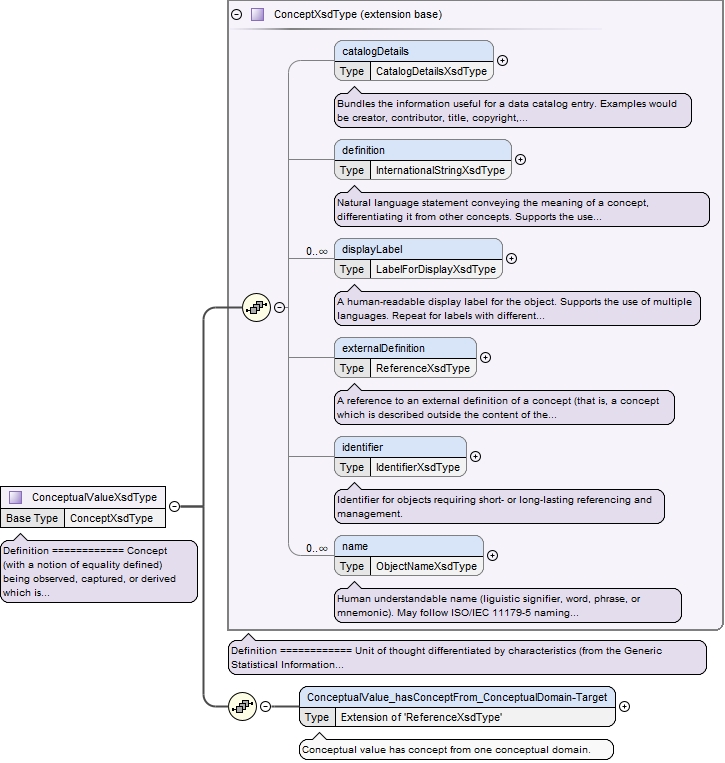 ConceptXsdType (extension base)
catalogDetails
Type CatalogDetailsXsdType
Bundles the information useful for a data catalog entry. Examples would
be creator, contributor, title, copyright,...
definition
Type InternationalStringXsdType
Natural language statement conveying the meaning of a concept,
differentiating it from other concepts. Supports the use...
0..∞ displayLabel
Type LabelForDisplayXsdType
A human-readable display label for the object. Supports the use of multiple
languages. Repeat for labels with different...
externalDefinition
Type ReferenceXsdType
A reference to an external definition of a concept (that is, a concept
which is described outside the content of the...
identifier
Type IdentifierXsdType
Identifier for objects requiring short- or long-lasting referencing and
management.
0..∞ name
Type ObjectNameXsdType
Human understandable name (liguistic signifier, word, phrase, or
mnemonic). May follow ISO/IEC 11179-5 naming...
ConceptualValueXsdType
Base Type ConceptXsdType
Definition ============ Concept
(with a notion of equality defined)
being observed, captured, or derived
which is...
Definition ============ Unit of thought differentiated by characteristics (from the Generic
Statistical Information...
ConceptualValue_hasConceptFrom_ConceptualDomain-Target
Type Extension of 'ReferenceXsdType'
Conceptual value has concept from one conceptual domain.